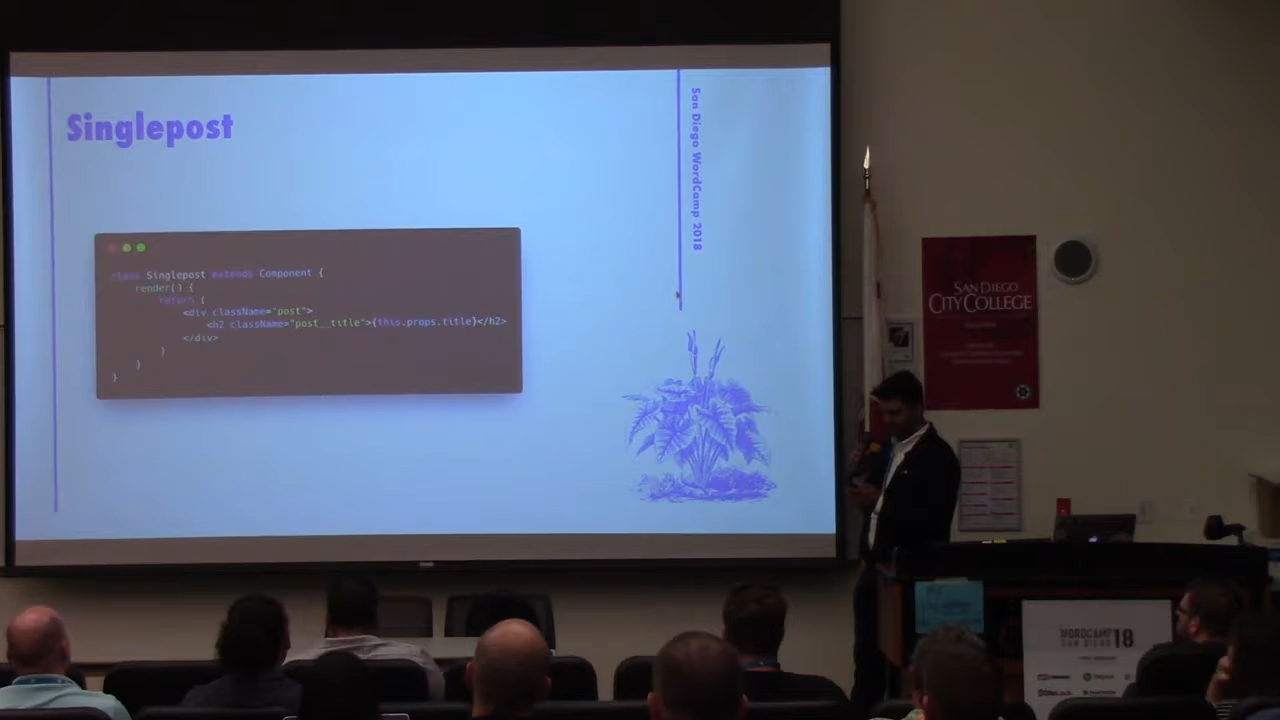 Singlepost
San Diego WordCamp 2018
class Singlepost extends Component {
render() {
return (
<div className="post">
<h2 className="post__title">{this.props.title}</h2>
</div>
)
}
}
SAN DIEGO
CITY COLLEGE
WORDCAMP
SAN DIEGO 18